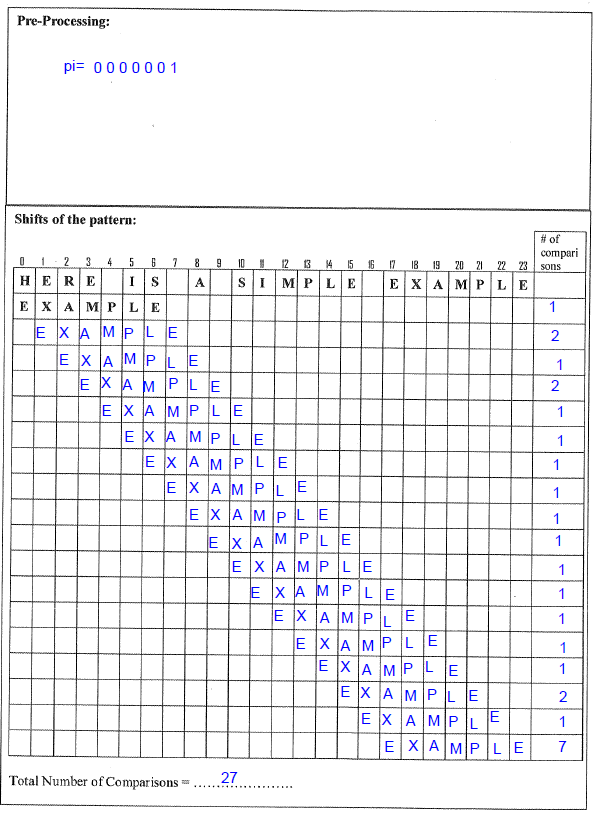 Pre-Processing:
pi= 0 0 0 0 0 0 1
Shifts of the pattern:
# of
compari
sons
0 1 2 3 4 5 6 7 8 9 10 11 12 13 14 15 16 17 18 19 20 21 22 23
H E R E I S A S I M P L E E X A M P L E
E X A M P L E 1
E X A M P L E 2
E X A M P L E 1
E X A M P L E 2
E X A M P L E 1
E X A M P L E 1
E X A M P L E 1
E X A M P L E 1
E X A M P L E 1
E X A M P L E 1
E X A M P L E 1
E X A M P L E 1
E X A M P L E 1
E X A M P L E 1
E X A M P L E 1
E X A M P L E 2
E X A M P L E 1
E X A M P L E 7
Total Number of Comparisons = ......27................